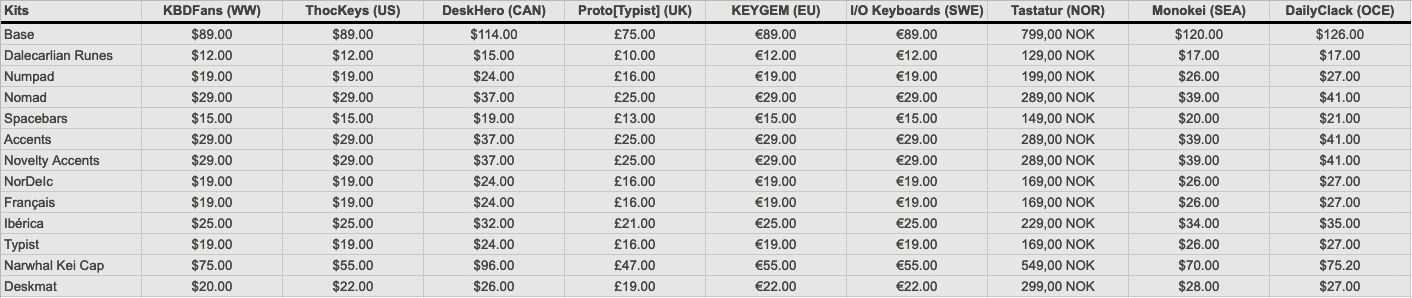 Kits KBDFans (WW) ThocKeys (US) DeskHero (CAN) Proto[Typist] (UK) KEYGEM (EU) I/O Keyboards (SWE) Tastatur (NOR) Monokei (SEA) DailyClack (OCE)
Base $89.00 $89.00 $114.00 £75.00 €89.00 €89.00 799,00 NOK $120.00 $126.00
Dalecarlian Runes $12.00 $12.00 $15.00 £10.00 €12.00 €12.00 129,00 NOK $17.00 $17.00
Numpad $19.00 $19.00 $24.00 £16.00 €19.00 €19.00 199,00 NOK $26.00 $27.00
Nomad $29.00 $29.00 $37.00 £25.00 €29.00 €29.00 289,00 NOK $39.00 $41.00
Spacebars $15.00 $15.00 $19.00 £13.00 €15.00 €15.00 149,00 NOK $20.00 $21.00
Accents $29.00 $29.00 $37.00 £25.00 €29.00 €29.00 289,00 NOK $39.00 $41.00
Novelty Accents $29.00 $29.00 $37.00 £25.00 €29.00 €29.00 289,00 NOK $39.00 $41.00
NorDeIc $19.00 $19.00 $24.00 £16.00 €19.00 €19.00 169,00 NOK $26.00 $27.00
Français $19.00 $19.00 $24.00 £16.00 €19.00 €19.00 169,00 NOK $26.00 $27.00
Ibérica $25.00 $25.00 $32.00 £21.00 €25.00 €25.00 229,00 NOK $34.00 $35.00
Typist $19.00 $19.00 $24.00 £16.00 €19.00 €19.00 169,00 NOK $26.00 $27.00
Narwhal Kei Cap $75.00 $55.00 $96.00 £47.00 €55.00 €55.00 549,00 NOK $70.00 $75.20
Deskmat $20.00 $22.00 $26.00 £19.00 €22.00 €22.00 299,00 NOK $28.00 $27.00